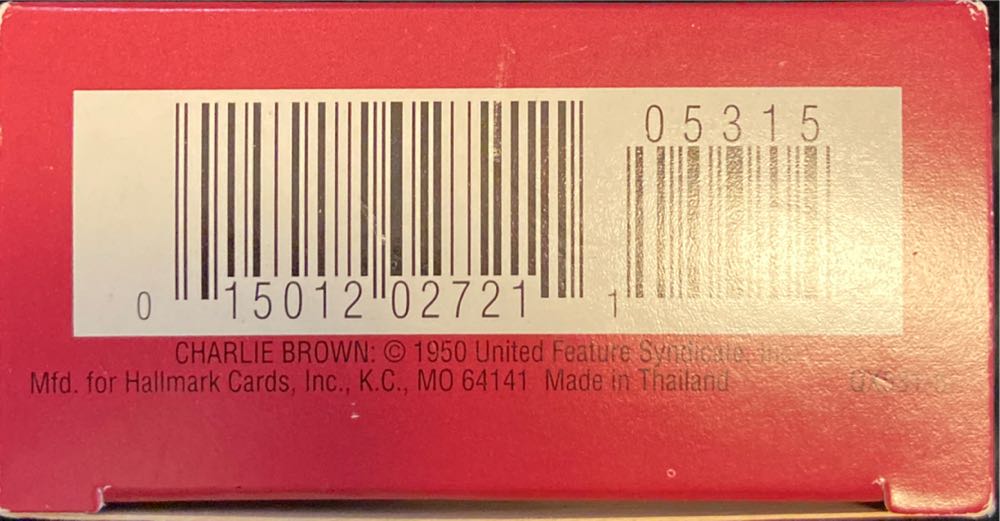 05315
0 15012 02721 1
CHARLIE BROWN: © 1950 United Feature Syndicate, Inc.
Mfd. for Hallmark Cards, Inc., K.C., MO 64141 Made in Thailand